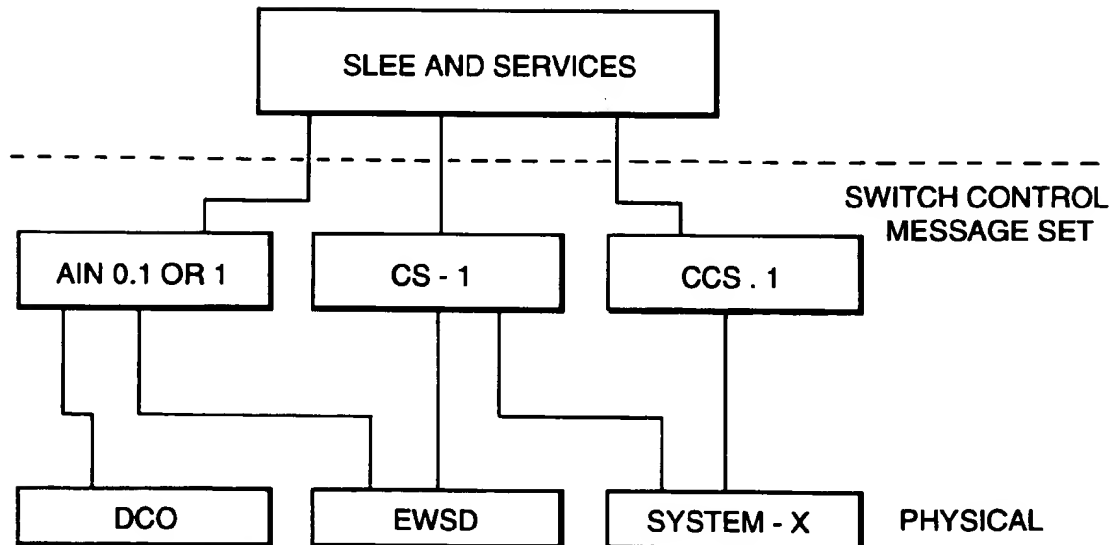 SLEE AND SERVICES
SWITCH CONTROL
MESSAGE SET
AIN 0.1 OR 1
CS - 1
CCS . 1
DCO
EWSD
SYSTEM - X
PHYSICAL